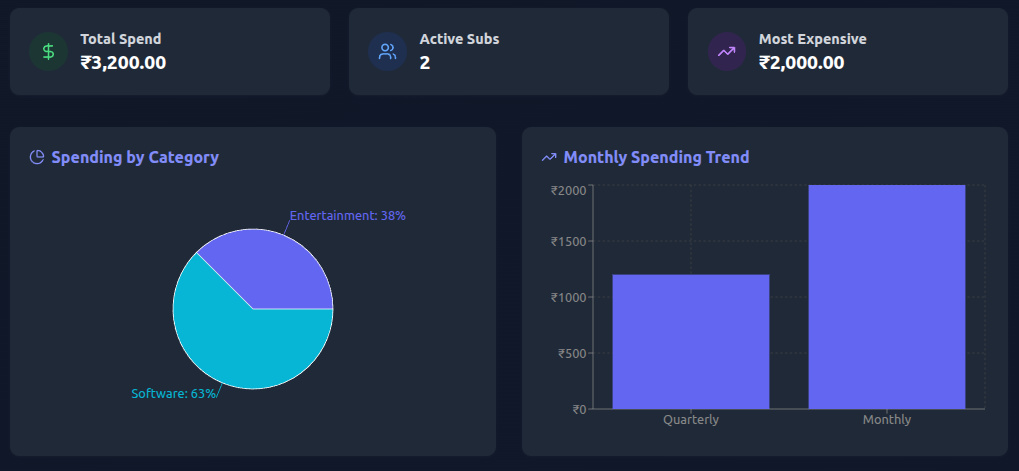 Total Spend
₹3,200.00
Active Subs
2
Most Expensive
₹2,000.00
Spending by Category
Entertainment: 38%
Software: 63%
Monthly Spending Trend
₹2000
₹1500
₹1000
₹500
₹0
Quarterly
Monthly